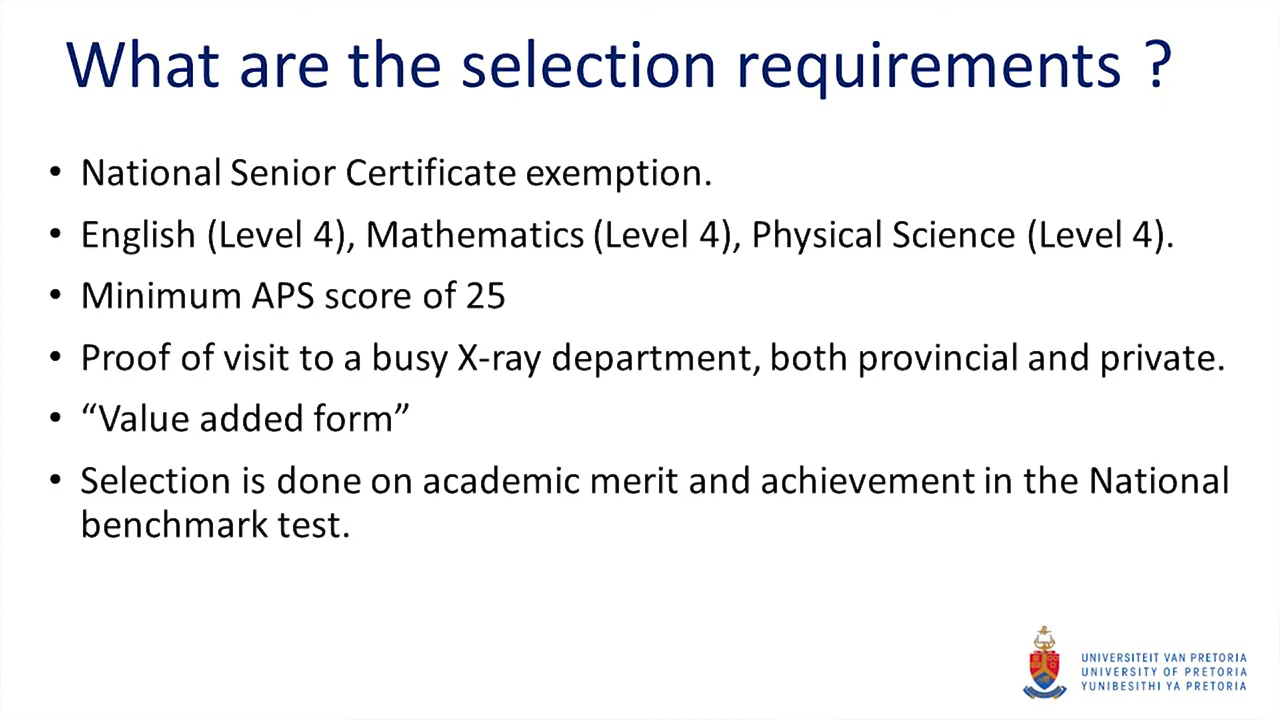 What are the selection requirements ?
• National Senior Certificate exemption.
• English (Level 4), Mathematics (Level 4), Physical Science (Level 4).
• Minimum APS score of 25
• Proof of visit to a busy X-ray department, both provincial and private.
• “Value added form”
• Selection is done on academic merit and achievement in the National
benchmark test.
UNIVERSITEIT VAN PRETORIA
UNIVERSITY OF PRETORIA
YUNIBESITHI YA PRETORIA